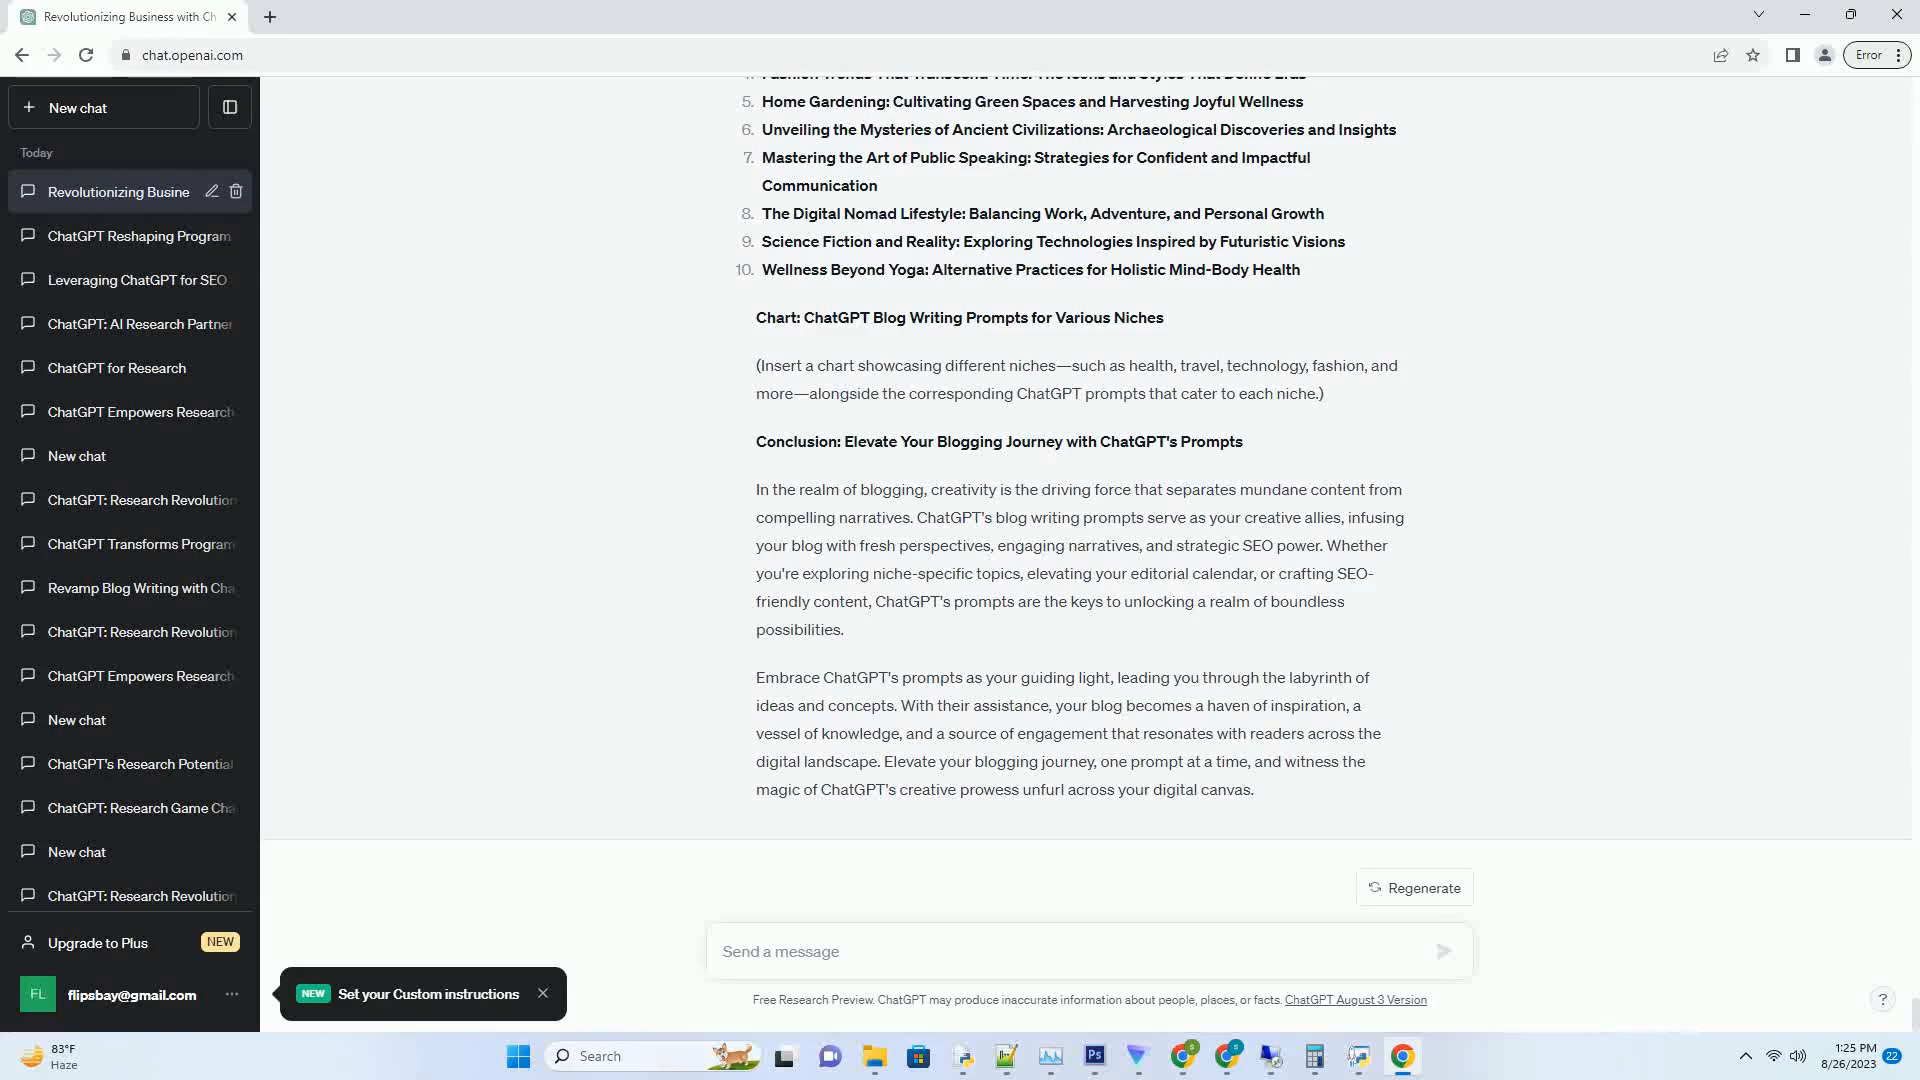 Revolutionizing Business with Ch
chat.openai.com
Error
New chat
Today
Revolutionizing Busine
ChatGPT Reshaping Program
Leveraging ChatGPT for SEO
ChatGPT: AI Research Partner
ChatGPT for Research
ChatGPT Empowers Research
New chat
ChatGPT: Research Revolution
ChatGPT Transforms Program
Revamp Blog Writing with Cha
ChatGPT: Research Revolution
ChatGPT Empowers Research
New chat
ChatGPT's Research Potential
ChatGPT: Research Game Cha
New chat
ChatGPT: Research Revolution
Upgrade to Plus NEW
FL flipsbay@gmail.com
NEW Set your Custom instructions
Fashion Trends That Transcend Time: The Icons and Styles That Define Eras
5. Home Gardening: Cultivating Green Spaces and Harvesting Joyful Wellness
6. Unveiling the Mysteries of Ancient Civilizations: Archaeological Discoveries and Insights
7. Mastering the Art of Public Speaking: Strategies for Confident and Impactful
Communication
8. The Digital Nomad Lifestyle: Balancing Work, Adventure, and Personal Growth
9. Science Fiction and Reality: Exploring Technologies Inspired by Futuristic Visions
10. Wellness Beyond Yoga: Alternative Practices for Holistic Mind-Body Health
Chart: ChatGPT Blog Writing Prompts for Various Niches
(Insert a chart showcasing different niches—such as health, travel, technology, fashion, and
more—alongside the corresponding ChatGPT prompts that cater to each niche.)
Conclusion: Elevate Your Blogging Journey with ChatGPT's Prompts
In the realm of blogging, creativity is the driving force that separates mundane content from
compelling narratives. ChatGPT's blog writing prompts serve as your creative allies, infusing
your blog with fresh perspectives, engaging narratives, and strategic SEO power. Whether
you're exploring niche-specific topics, elevating your editorial calendar, or crafting SEO-
friendly content, ChatGPT's prompts are the keys to unlocking a realm of boundless
possibilities.
Embrace ChatGPT's prompts as your guiding light, leading you through the labyrinth of
ideas and concepts. With their assistance, your blog becomes a haven of inspiration, a
vessel of knowledge, and a source of engagement that resonates with readers across the
digital landscape. Elevate your blogging journey, one prompt at a time, and witness the
magic of ChatGPT's creative prowess unfurl across your digital canvas.
Regenerate
Send a message
Free Research Preview. ChatGPT may produce inaccurate information about people, places, or facts. ChatGPT August 3 Version
?
83°F
Haze
Search
Ps
S
S
1:25 PM
8/26/2023
22